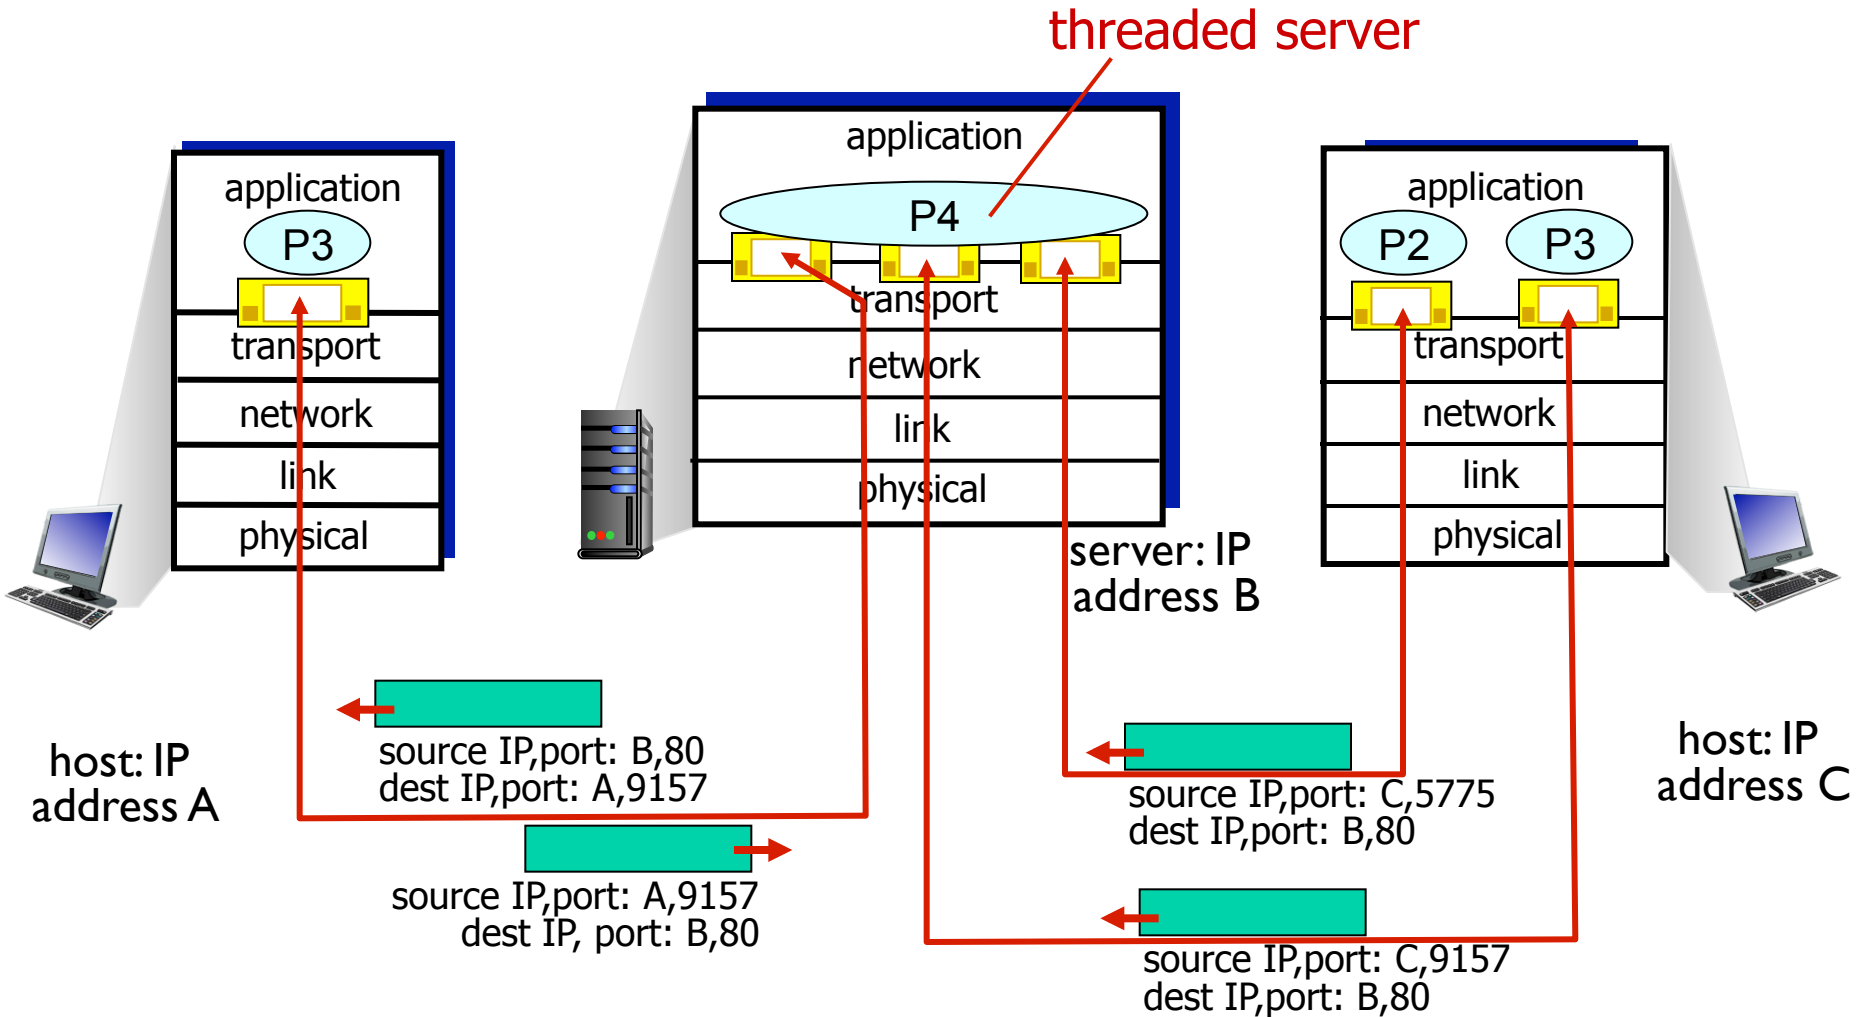 threaded server
application
P3
transport
network
link
physical
application
P4
transport
network
link
physical
application
P2
P3
transport
network
link
physical
server: IP
address B
host: IP
address A
source IP,port: B,80
dest IP,port: A,9157
source IP,port: A,9157
dest IP, port: B,80
source IP,port: C,5775
dest IP,port: B,80
source IP,port: C,9157
dest IP,port: B,80
host: IP
address C